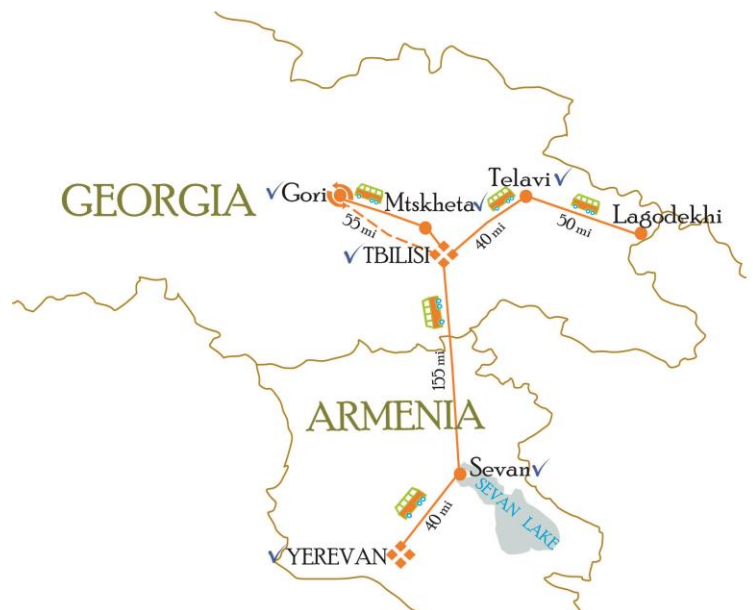 GEORGIA
Gori
Mtskheta
Telavi
Lagodekhi
55 mi
TBILISI
40 mi
50 mi
155 mi
ARMENIA
Sevan
SEVAN LAKE
40 mi
YEREVAN